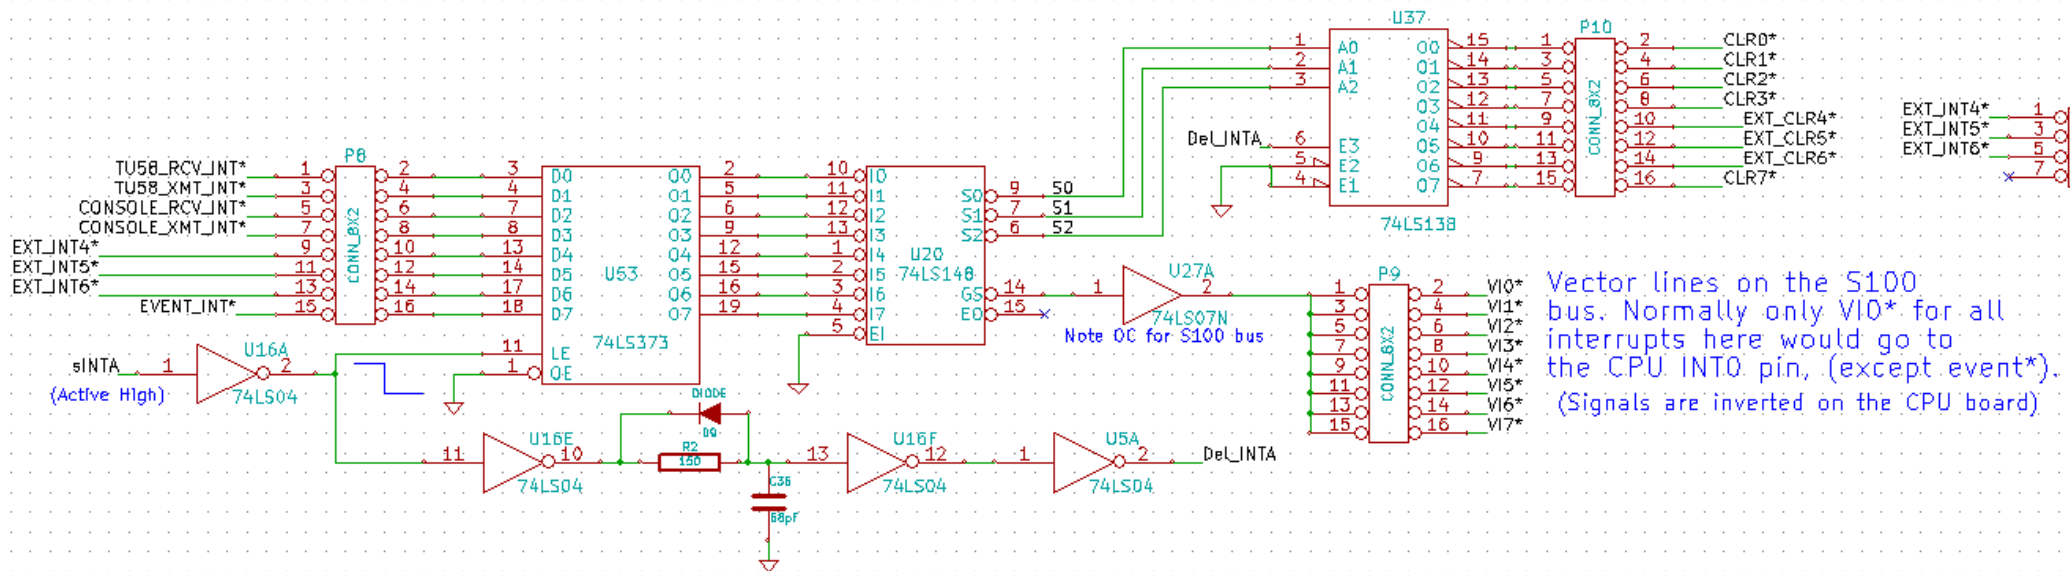 U37
P10
1 A0 O0 15 1 2 CLR0*
2 A1 O1 14 3 4 CLR1*
3 A2 O2 13 5 6 CLR2*
O3 12 7 8 CLR3*
O4 11 9 10 EXT_CLR4*
Del_INTA 6 E3 O5 10 11 12 EXT_CLR5*
5 E2 O6 9 13 14 EXT_CLR6*
4 E1 O7 7 15 16 CLR7*
CONN_8X2
74LS138
EXT_INT4* 1
EXT_INT5* 3
EXT_INT6* 5
7
P8
TU58_RCV_INT* 1 2 3 D0 O0 2 10 I0
TU58_XMT_INT* 3 4 4 D1 O1 5 11 I1 S0 9 S0
CONSOLE_RCV_INT* 5 6 7 D2 O2 6 12 I2 S1 7 S1
CONSOLE_XMT_INT* 7 8 8 D3 O3 9 13 I3 S2 6 S2
EXT_INT4* 9 10 13 D4 O4 12 1 I4
EXT_INT5* 11 12 14 D5 O5 15 2 I5
EXT_INT6* 13 14 17 D6 O6 16 3 I6 GS 14
EVENT_INT* 15 16 18 D7 O7 19 4 I7 EO 15
5 EI
CONN_8X2
U53
74LS373
11 LE
1 OE
U20
74LS148
U27A
1 2
74LS07N
Note OC for S100 bus
P9
1 2 VI0*
3 4 VI1*
5 6 VI2*
7 8 VI3*
9 10 VI4*
11 12 VI5*
13 14 VI6*
15 16 VI7*
CONN_8X2
Vector lines on the S100
bus. Normally only VI0* for all
interrupts here would go to
the CPU INT0 pin, (except event*).
(Signals are inverted on the CPU board)
sINTA 1 U16A 2
(Active High)
74LS04
DIODE
D9
11 U16E 10
74LS04
R2
150
C36
68pF
13 U16F 12
74LS04
1 U5A 2 Del_INTA
74LS04